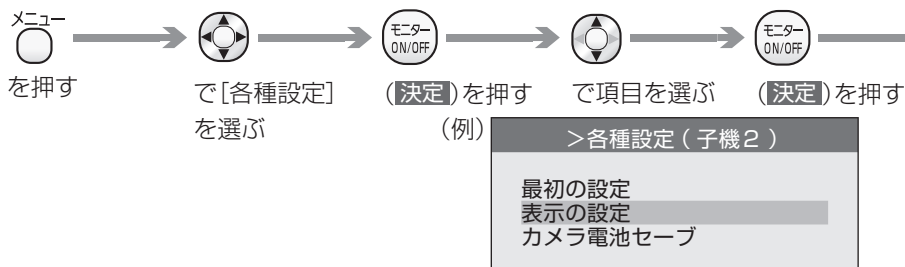 メニュー
を押す
で[各種設定]
を選ぶ
モニター
ON/OFF
(決定)を押す
で項目を選ぶ
モニター
ON/OFF
(決定)を押す
(例)
>各種設定(子機2)
最初の設定
表示の設定
カメラ電池セーブ